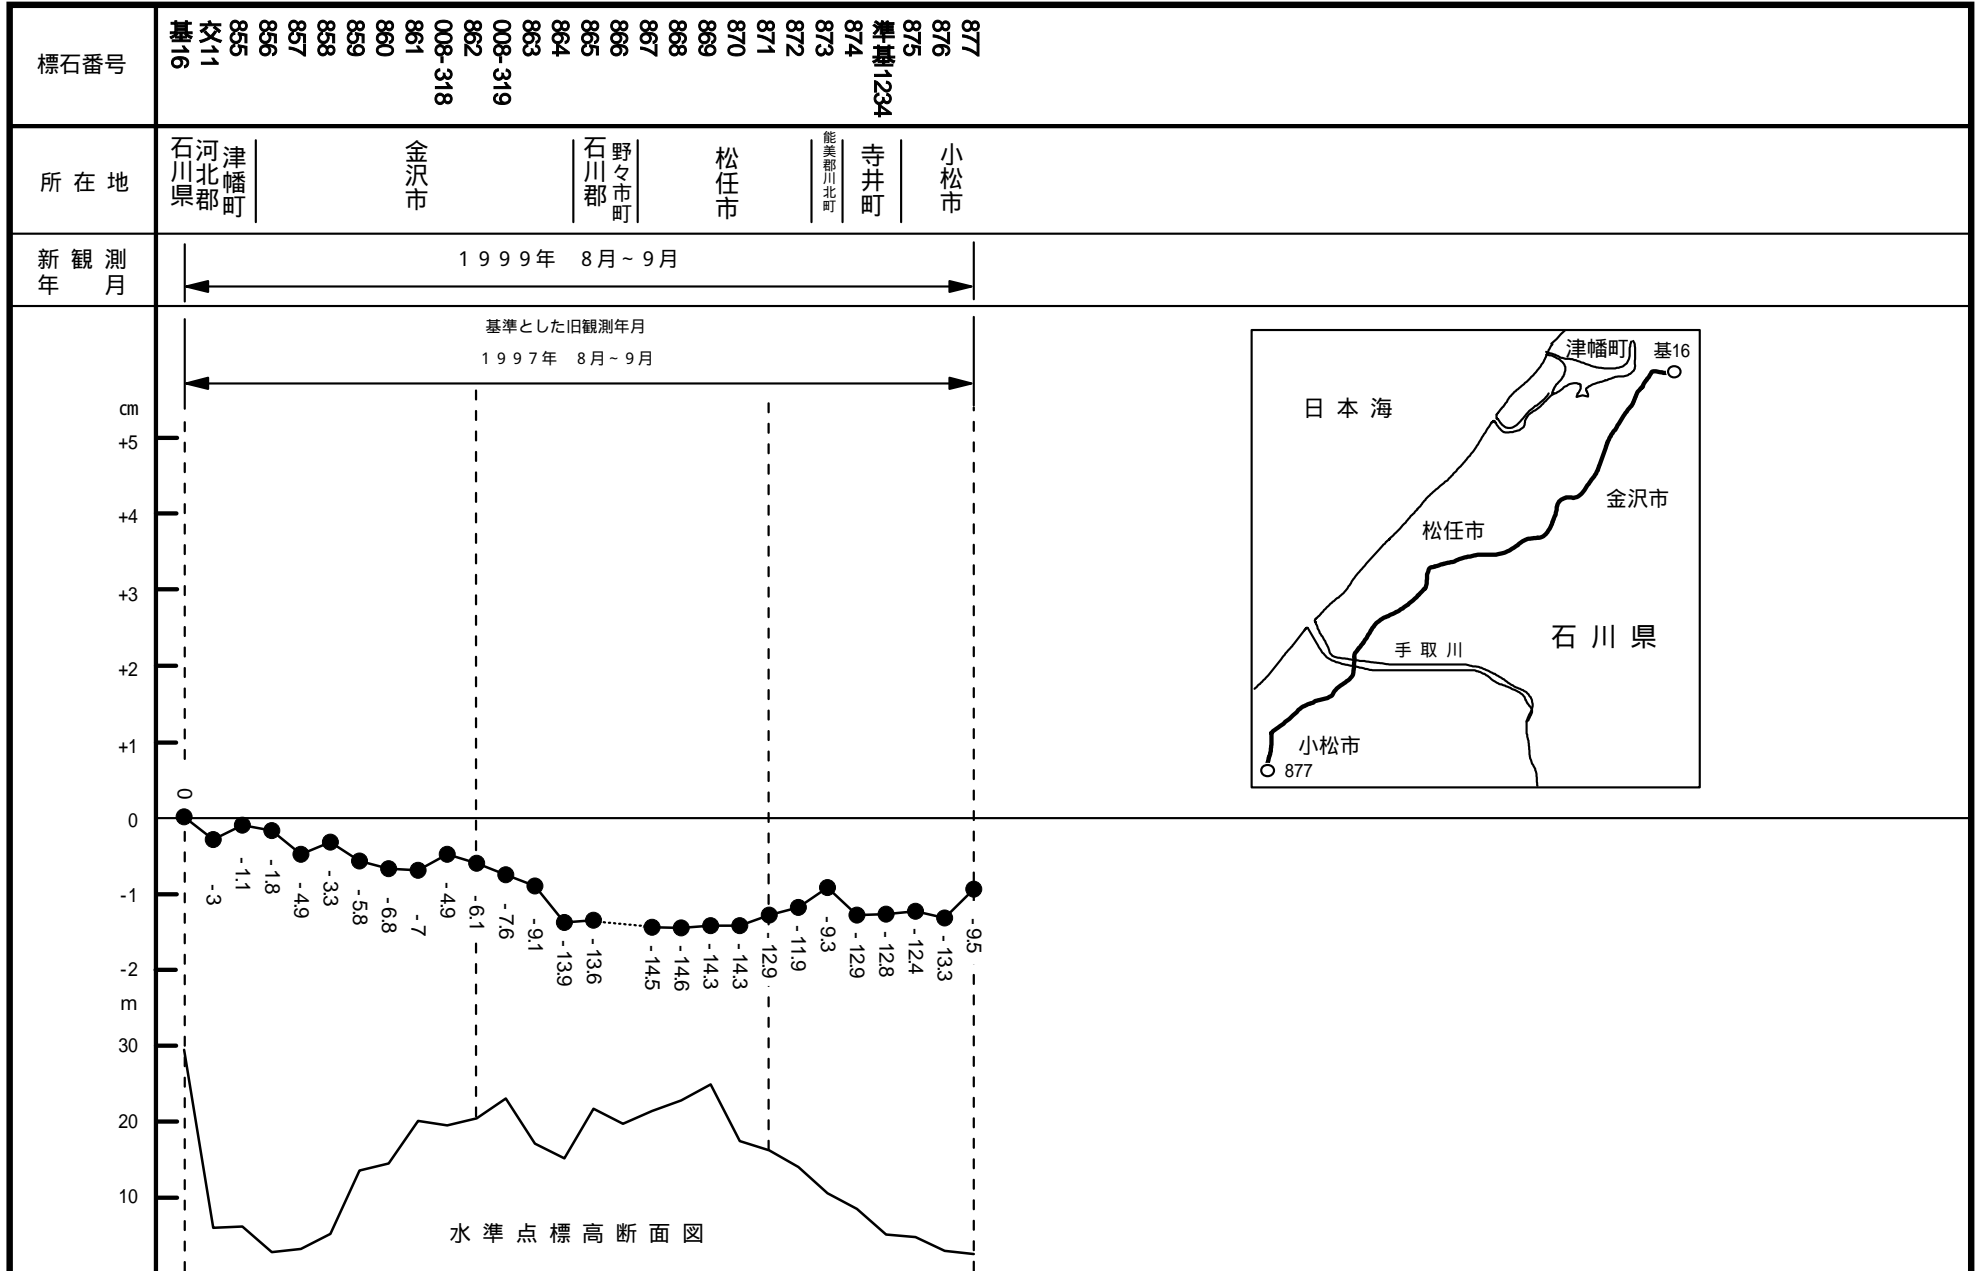 標石番号
基16
交11
855
856
857
858
859
860
861
008-318
862
008-319
863
864
865
866
867
868
869
870
871
872
873
874
準基1234
875
876
877
所在地
石川県
河北郡
津幡町
金沢市
石川郡
野々市町
松任市
能美郡川北町
寺井町
小松市
新観測
年 月
1999年 8月~9月
基準とした旧観測年月
1997年 8月~9月
cm
+5
+4
+3
+2
+1
0
-1
-2
m
30
20
10
0
-3
-1.1
-1.8
-4.9
-3.3
-5.8
-6.8
-7
-4.9
-6.1
-7.6
-9.1
-13.9
-13.6
-14.5
-14.6
-14.3
-14.3
-12.9
-11.9
-9.3
-12.9
-12.8
-12.4
-13.3
-9.5
水準点標高断面図
津幡町
基16
日本海
金沢市
松任市
石川県
手取川
小松市
877